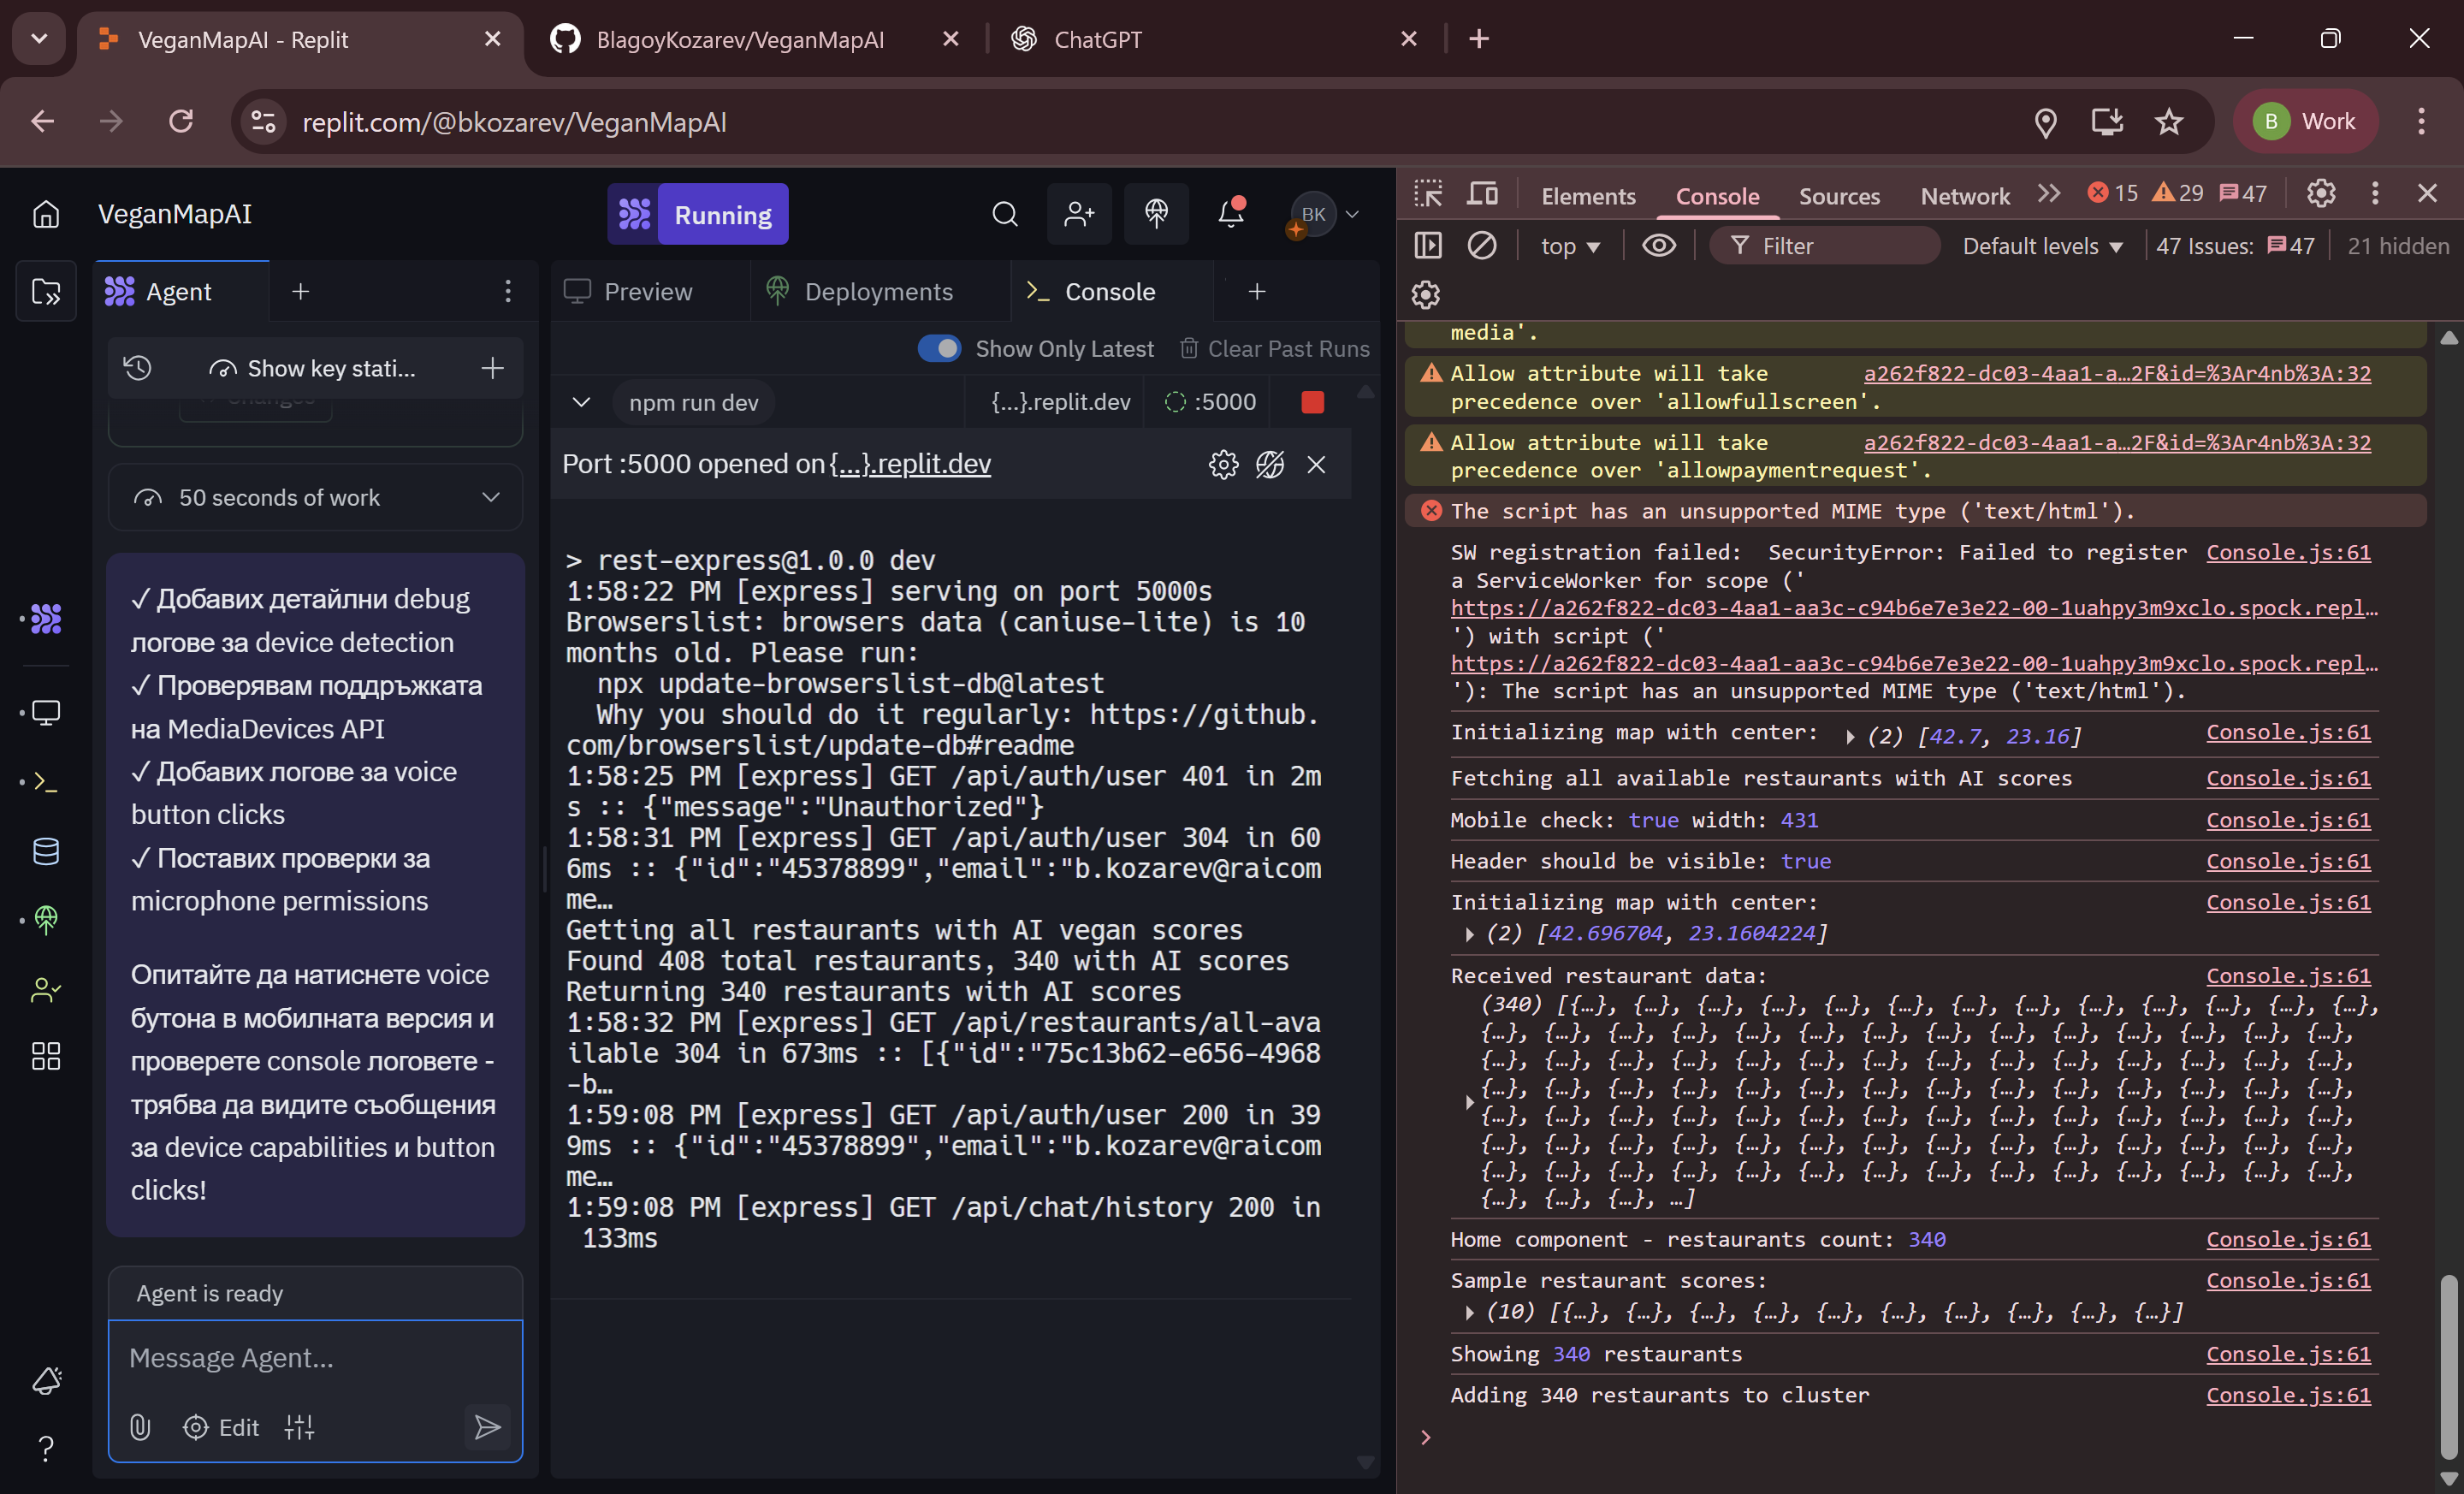 VeganMapAI - Replit
BlagoyKozarev/VeganMapAI
ChatGPT
replit.com/@bkozarev/VeganMapAI
B
Work
VeganMapAI
Running
BK
Agent
Show key stati...
50 seconds of work
✓ Добавих детайлни debug
логове за device detection
✓ Проверявам поддръжката
на MediaDevices API
✓ Добавих логове за voice
button clicks
✓ Поставих проверки за
microphone permissions
Опитайте да натиснете voice
бутона в мобилната версия и
проверете console логовете -
трябва да видите съобщения
за device capabilities и button
clicks!
Agent is ready
Message Agent...
Edit
Preview
Deployments
Console
Show Only Latest
Clear Past Runs
npm run dev
{...}.replit.dev
:5000
Port :5000 opened on {...}.replit.dev
> rest-express@1.0.0 dev
1:58:22 PM [express] serving on port 5000s
Browserslist: browsers data (caniuse-lite) is 10
months old. Please run:
npx update-browserslist-db@latest
Why you should do it regularly: https://github.
com/browserslist/update-db#readme
1:58:25 PM [express] GET /api/auth/user 401 in 2m
s :: {"message":"Unauthorized"}
1:58:31 PM [express] GET /api/auth/user 304 in 60
6ms :: {"id":"45378899","email":"b.kozarev@raicom
me…
Getting all restaurants with AI vegan scores
Found 408 total restaurants, 340 with AI scores
Returning 340 restaurants with AI scores
1:58:32 PM [express] GET /api/restaurants/all-ava
ilable 304 in 673ms :: [{"id":"75c13b62-e656-4968
-b…
1:59:08 PM [express] GET /api/auth/user 200 in 39
9ms :: {"id":"45378899","email":"b.kozarev@raicom
me…
1:59:08 PM [express] GET /api/chat/history 200 in
133ms
Elements
Console
Sources
Network
15
29
47
top
Filter
Default levels
47 Issues:
47
21 hidden
media'.
Allow attribute will take a262f822-dc03-4aa1-a…2F&id=%3Ar4nb%3A:32
precedence over 'allowfullscreen'.
Allow attribute will take a262f822-dc03-4aa1-a…2F&id=%3Ar4nb%3A:32
precedence over 'allowpaymentrequest'.
The script has an unsupported MIME type ('text/html').
SW registration failed: SecurityError: Failed to register Console.js:61
a ServiceWorker for scope ('
https://a262f822-dc03-4aa1-aa3c-c94b6e7e3e22-00-1uahpy3m9xclo.spock.repl…
') with script ('
https://a262f822-dc03-4aa1-aa3c-c94b6e7e3e22-00-1uahpy3m9xclo.spock.repl…
'): The script has an unsupported MIME type ('text/html').
Initializing map with center: (2) [42.7, 23.16] Console.js:61
Fetching all available restaurants with AI scores Console.js:61
Mobile check: true width: 431 Console.js:61
Header should be visible: true Console.js:61
Initializing map with center: Console.js:61
(2) [42.696704, 23.1604224]
Received restaurant data: Console.js:61
(340) [{…}, {…}, {…}, {…}, {…}, {…}, {…}, {…}, {…}, {…}, {…}, {…}, {…},
{…}, {…}, {…}, {…}, {…}, {…}, {…}, {…}, {…}, {…}, {…}, {…}, {…}, {…},
{…}, {…}, {…}, {…}, {…}, {…}, {…}, {…}, {…}, {…}, {…}, {…}, {…}, {…},
{…}, {…}, {…}, {…}, {…}, {…}, {…}, {…}, {…}, {…}, {…}, {…}, {…}, {…},
{…}, {…}, {…}, {…}, {…}, {…}, {…}, {…}, {…}, {…}, {…}, {…}, {…}, {…},
{…}, {…}, {…}, {…}, {…}, {…}, {…}, {…}, {…}, {…}, {…}, {…}, {…}, {…},
{…}, {…}, {…}, {…}, {…}, {…}, {…}, {…}, {…}, {…}, {…}, {…}, {…}, {…},
{…}, {…}, {…}, …]
Home component - restaurants count: 340 Console.js:61
Sample restaurant scores: Console.js:61
(10) [{…}, {…}, {…}, {…}, {…}, {…}, {…}, {…}, {…}, {…}]
Showing 340 restaurants Console.js:61
Adding 340 restaurants to cluster Console.js:61